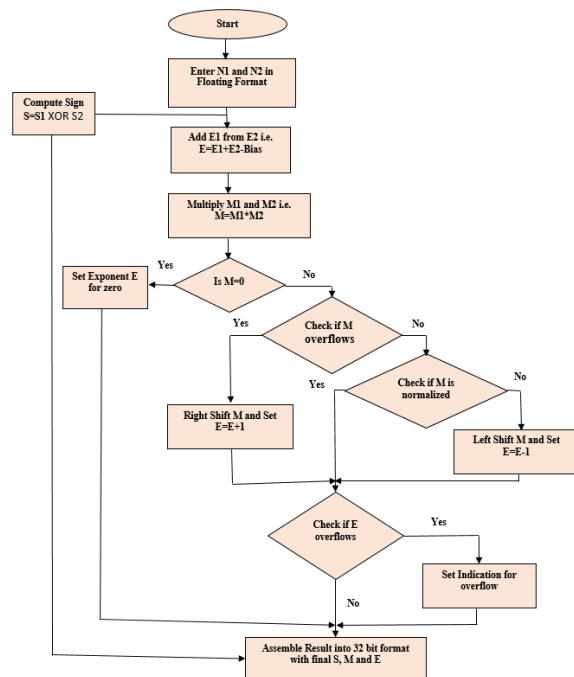 Start
Enter N1 and N2 in
Floating Format
Compute Sign
S=S1 XOR S2
Add E1 from E2 i.e.
E=E1+E2-Bias
Multiply M1 and M2 i.e.
M=M1*M2
Yes
Is M=0
No
Set Exponent E
for zero
Yes
Check if M
overflows
No
Yes
Check if M is
normalized
No
Right Shift M and Set
E=E+1
Left Shift M and Set
E=E-1
Check if E
overflows
Yes
Set Indication for
overflow
No
Assemble Result into 32 bit format
with final S, M and E